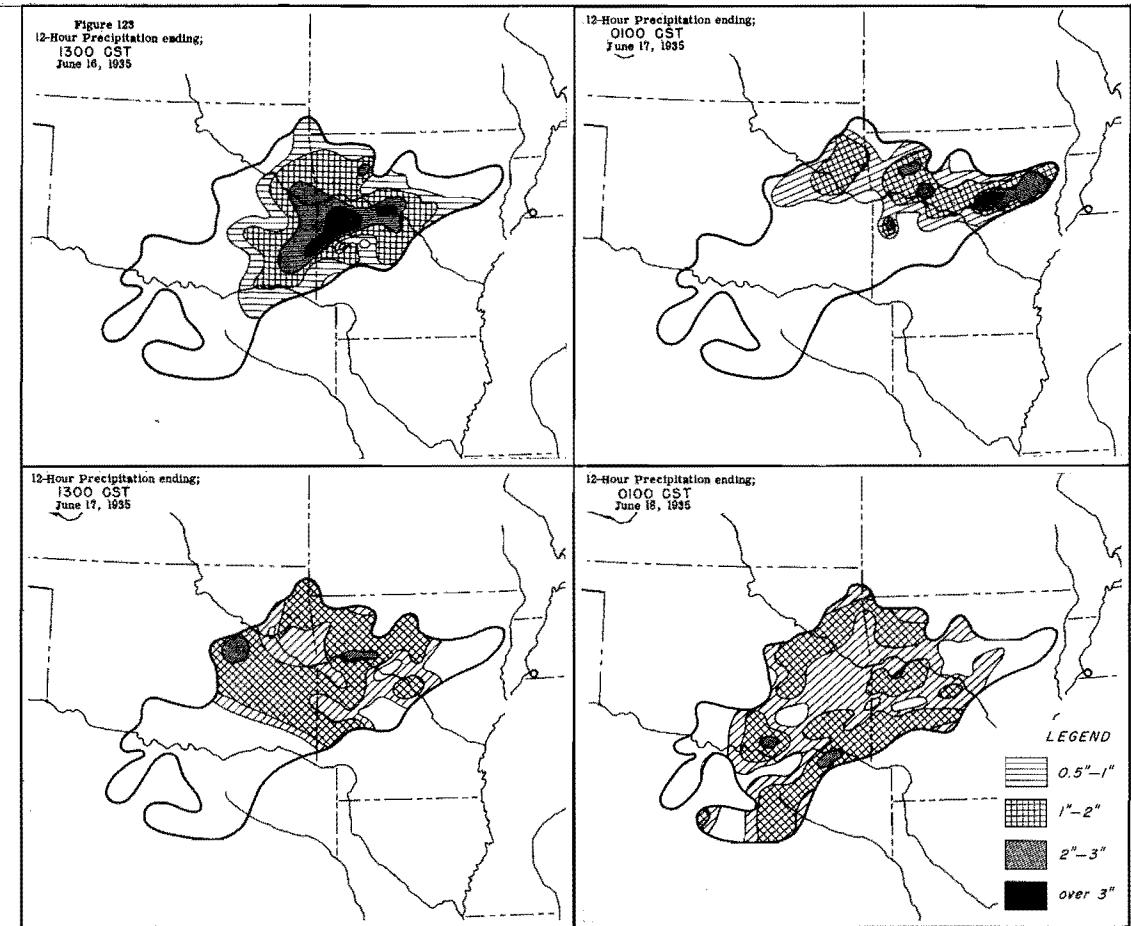 Figure 123
12-Hour Precipitation ending;
1300 CST
June 16, 1935
12-Hour Precipitation ending;
0100 CST
June 17, 1935
12-Hour Precipitation ending;
1300 CST
June 17, 1935
12-Hour Precipitation ending;
0100 CST
June 18, 1935
LEGEND
0.5"–1"
1"–2"
2"–3"
over 3"